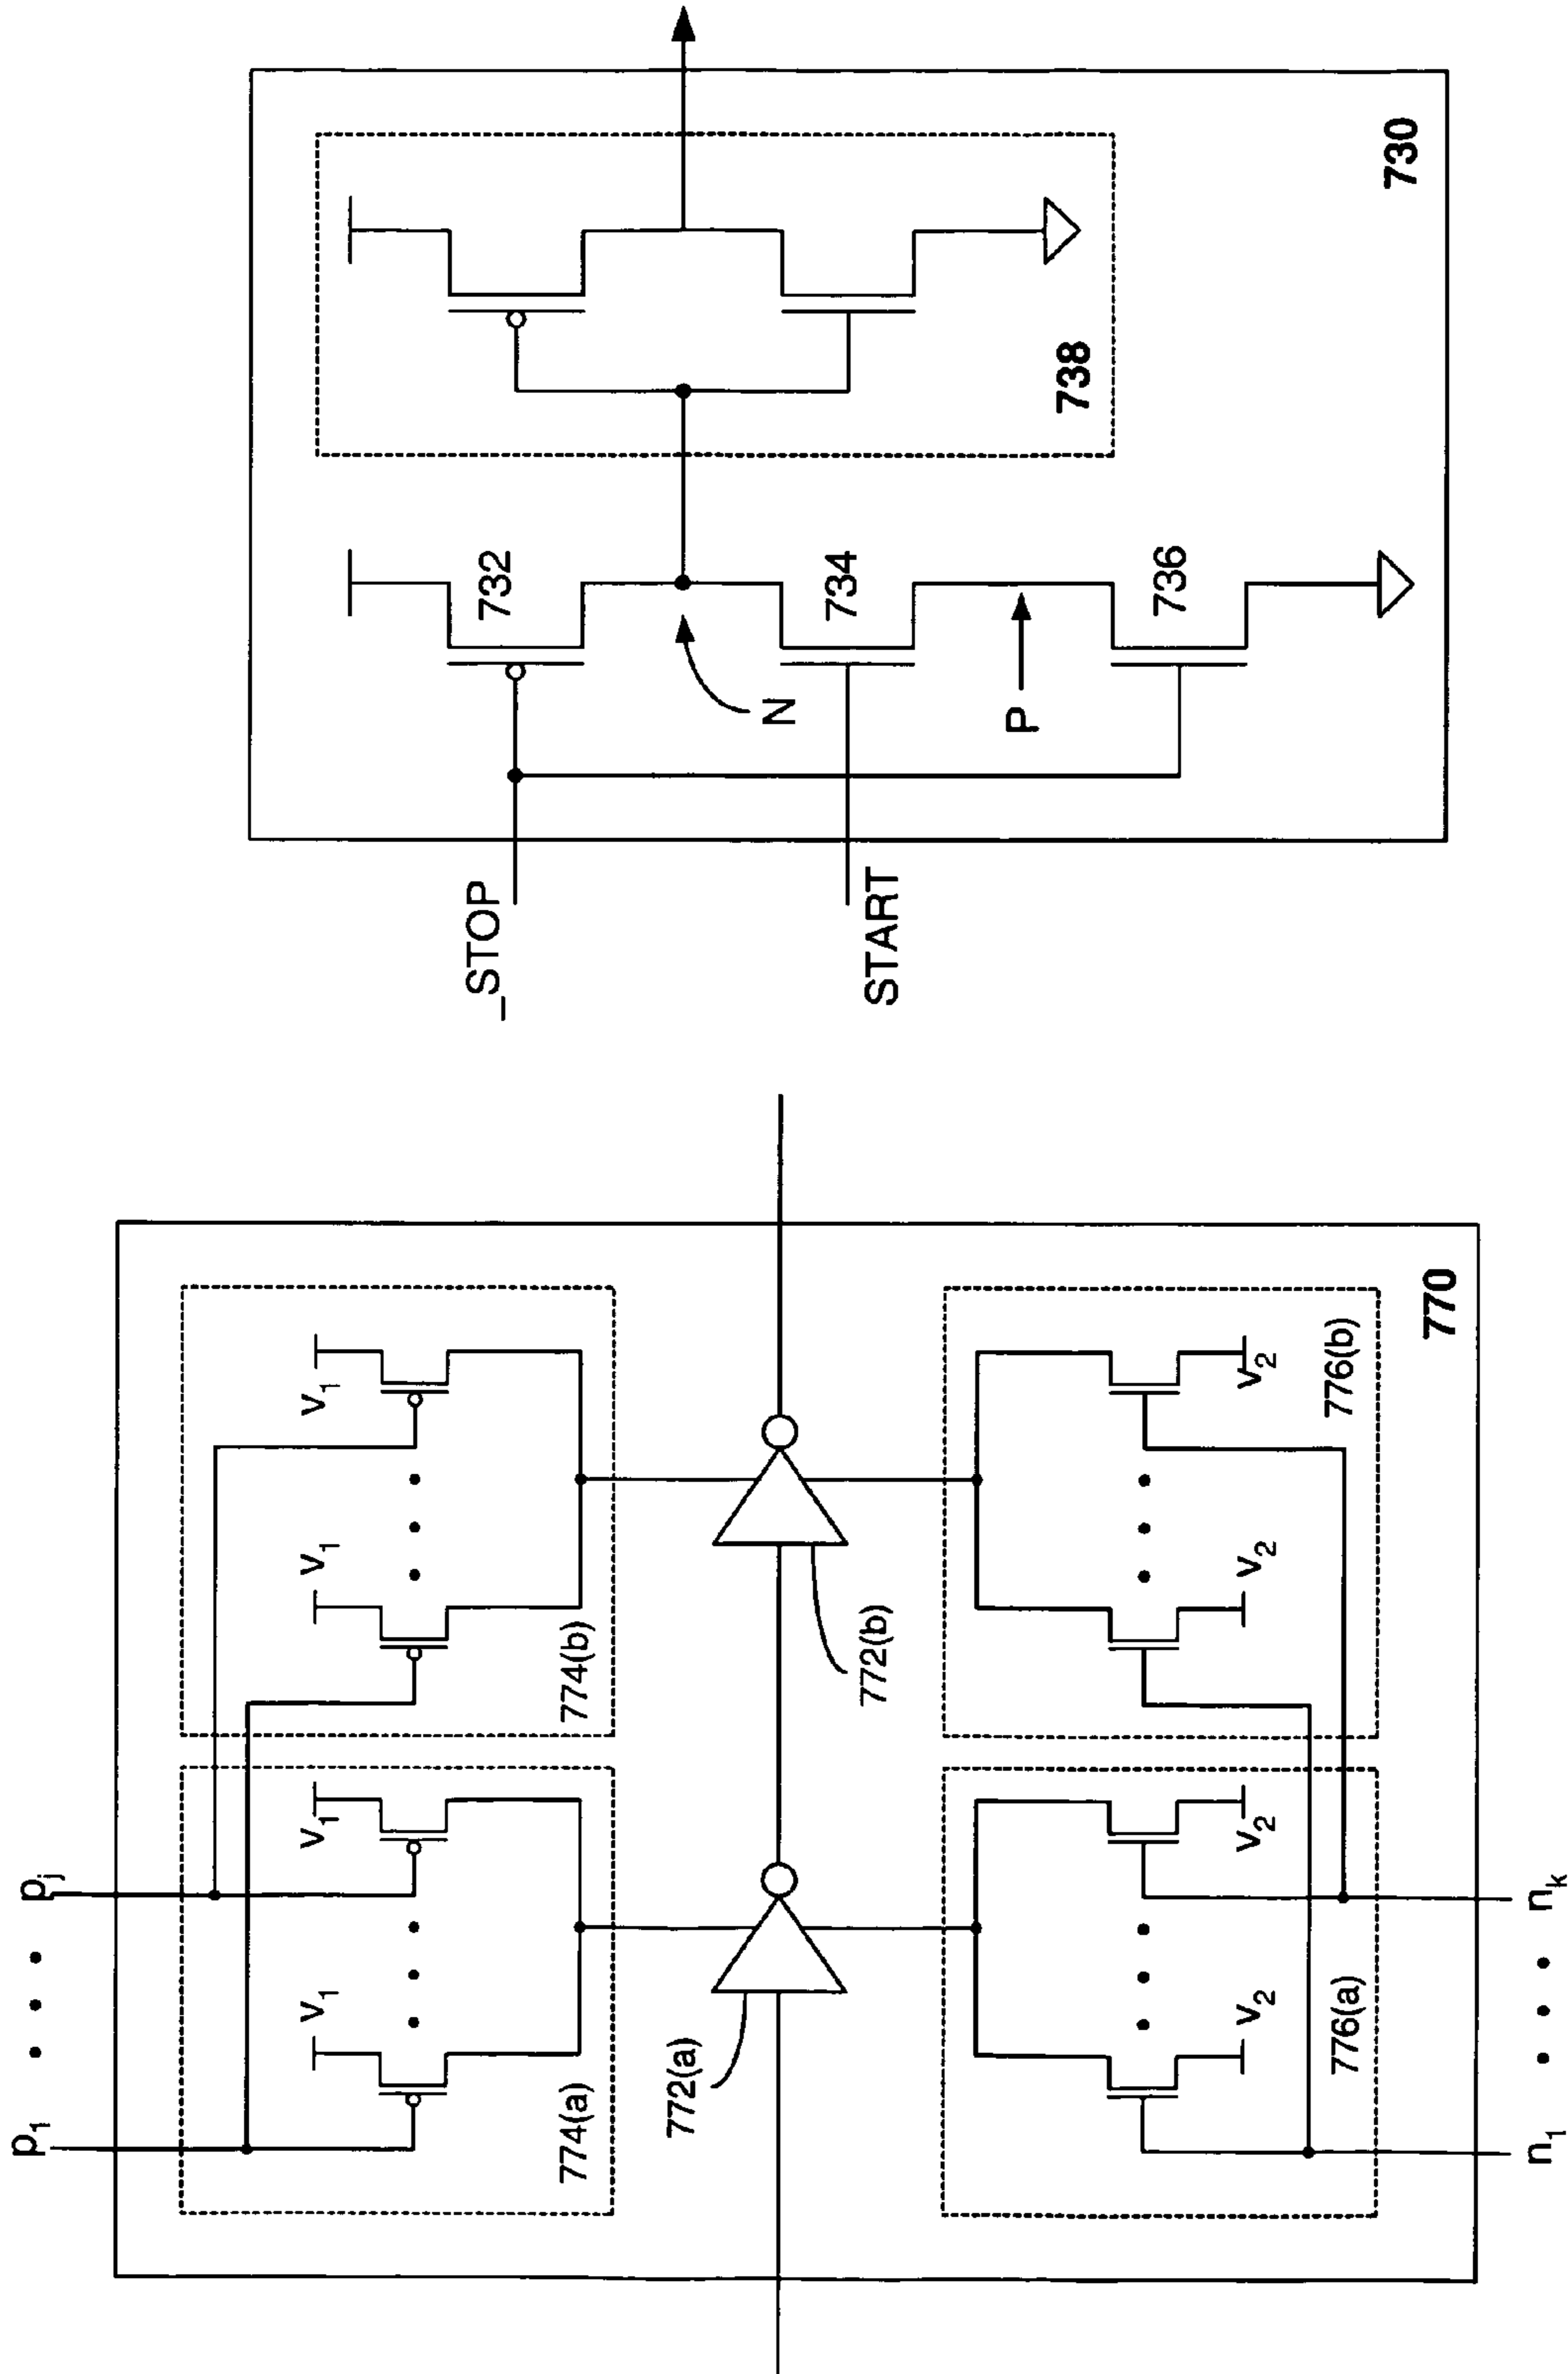 p1 • • • pj
V1 V1 V1 V1
774(a)
774(b)
772(a)
772(b)
V2 V2 V2 V2
776(a)
776(b)
770
n1 • • • nk
_STOP
START
732
N
734
P
736
738
730